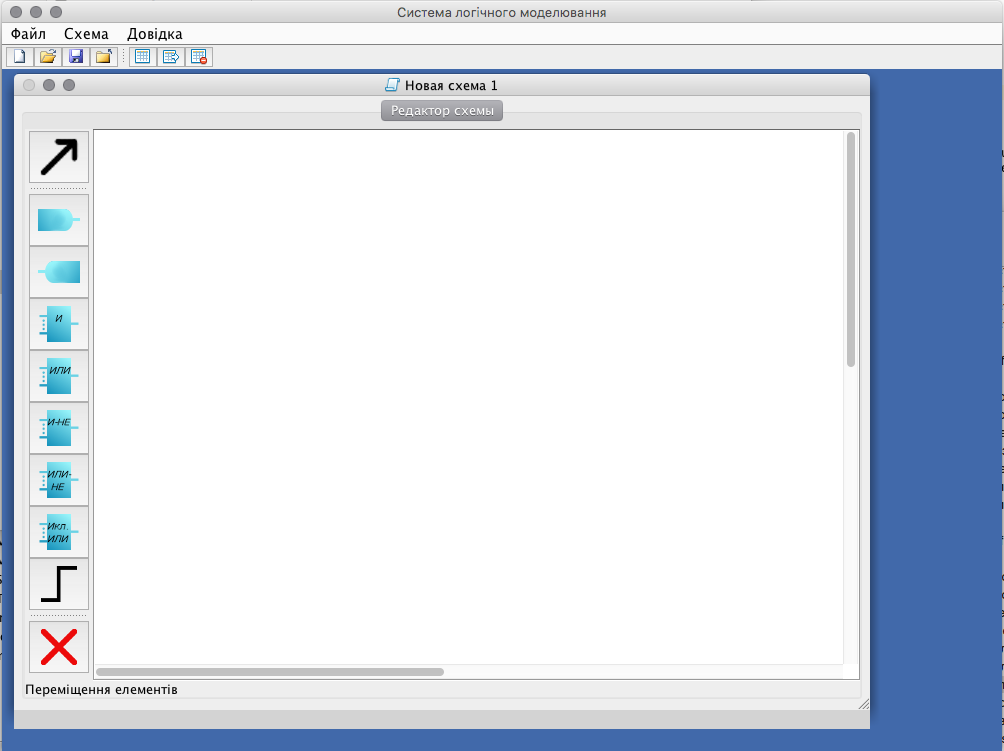 Система логічного моделювання
Файл Схема Довідка
Новая схема 1
Редактор схемы
И
ИЛИ
И-НЕ
ИЛИ-
НЕ
Икл.
ИЛИ
Переміщення елементів